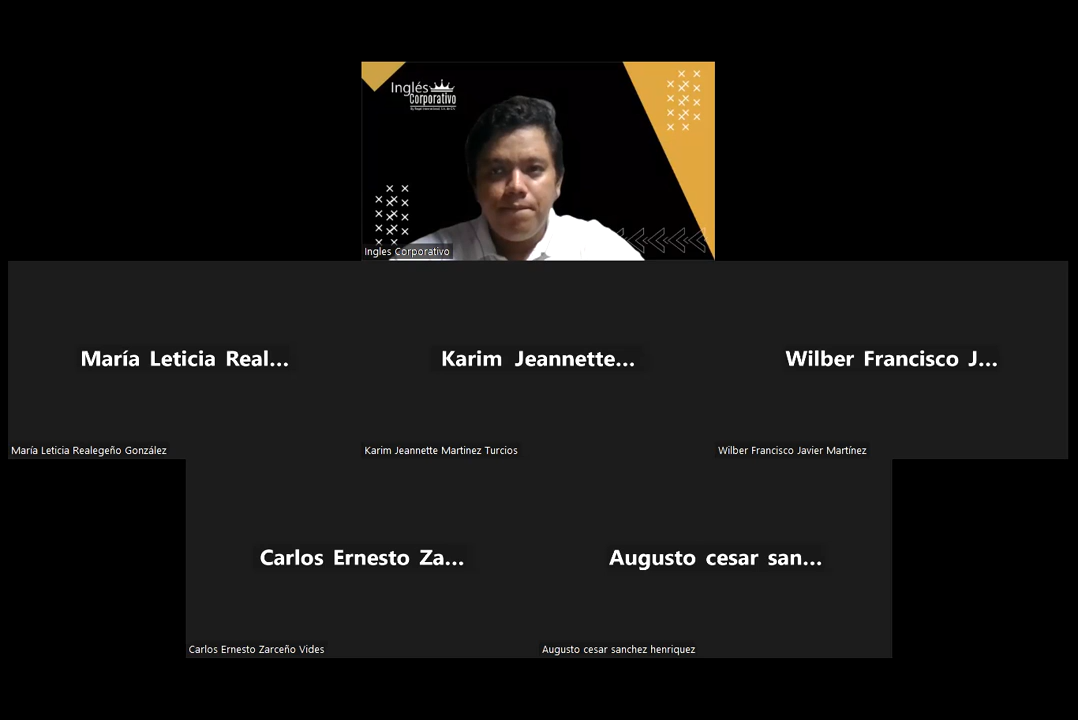 Inglés
Corporativo
Ingles Corporativo
María Leticia Real...
Karim Jeannette...
Wilber Francisco J...
María Leticia Realegeño González
Karim Jeannette Martinez Turcios
Wilber Francisco Javier Martínez
Carlos Ernesto Za...
Augusto cesar san...
Carlos Ernesto Zarceño Vides
Augusto cesar sanchez henriquez